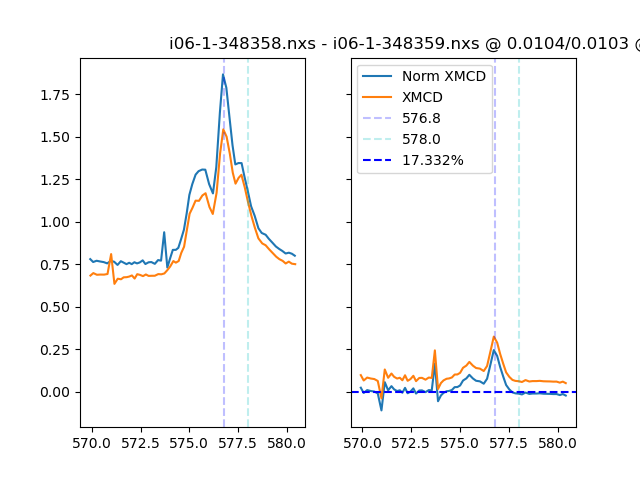 i06-1-348358.nxs - i06-1-348359.nxs @ 0.0104/0.0103 @
1.75
1.50
1.25
1.00
0.75
0.50
0.25
0.00
570.0 572.5 575.0 577.5 580.0
Norm XMCD
XMCD
576.8
578.0
17.332%
570.0 572.5 575.0 577.5 580.0